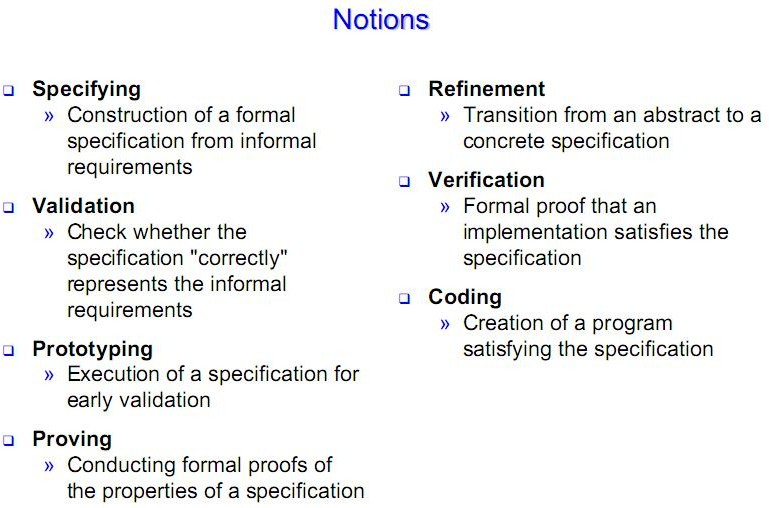 Notions
❑ Specifying
» Construction of a formal
specification from informal
requirements
❑ Validation
» Check whether the
specification "correctly"
represents the informal
requirements
❑ Prototyping
» Execution of a specification for
early validation
❑ Proving
» Conducting formal proofs of
the properties of a specification
❑ Refinement
» Transition from an abstract to a
concrete specification
❑ Verification
» Formal proof that an
implementation satisfies the
specification
❑ Coding
» Creation of a program
satisfying the specification